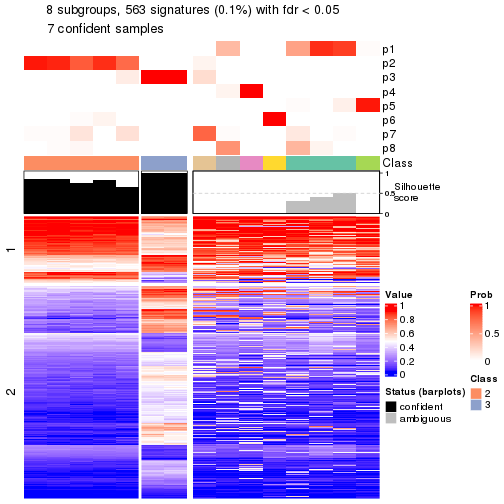 8 subgroups, 563 signatures (0.1%) with fdr < 0.05
7 confident samples
p1
p2
p3
p4
p5
p6
p7
p8
Class
1
0.5
0
Silhouette
score
1
2
Value
1
0.8
0.6
0.4
0.2
0
Prob
1
0.5
0
Status (barplots)
confident
ambiguous
Class
2
3